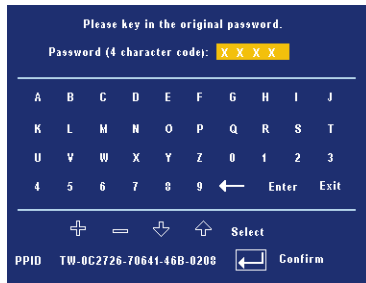 Please key in the original password.
Password (4 character code): X X X X
A B C D E F G H I J
K L M N O P Q R S T
U V W X Y Z 0 1 2 3
4 5 6 7 8 9 ← Enter Exit
Select
PPID TW-0C2726-70641-46B-0208 Confirm